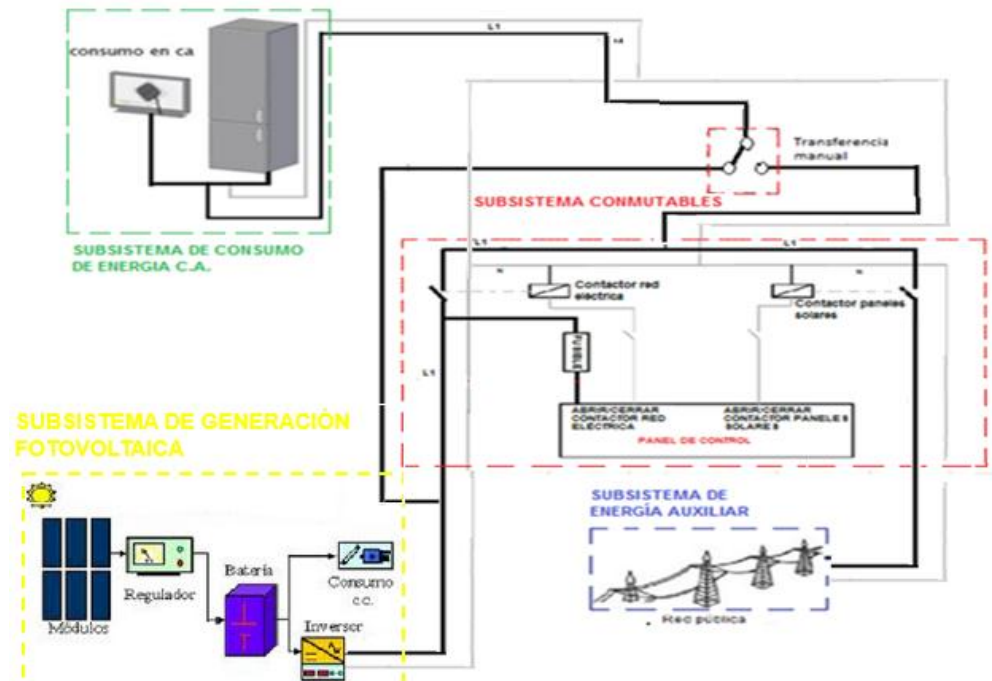 consumo en ca
L1
N
Transferencia
manual
SUBSISTEMA CONMUTABLES
SUBSISTEMA DE CONSUMO
DE ENERGIA C.A.
L1
L1
N
N
Contactor red
eléctrica
Contactor paneles
solares
FUSIBLE
L1
ABRIR/CERRAR
CONTACTOR RED
ELÉCTRICA
ABRIR/CERRAR
CONTACTOR PANELES
SOLARES
PANEL DE CONTROL
SUBSISTEMA DE GENERACIÓN
FOTOVOLTAICA
SUBSISTEMA DE
ENERGÍA AUXILIAR
Módulos
Regulador
Batería
Consumo
c.c.
Inversor
Red pública